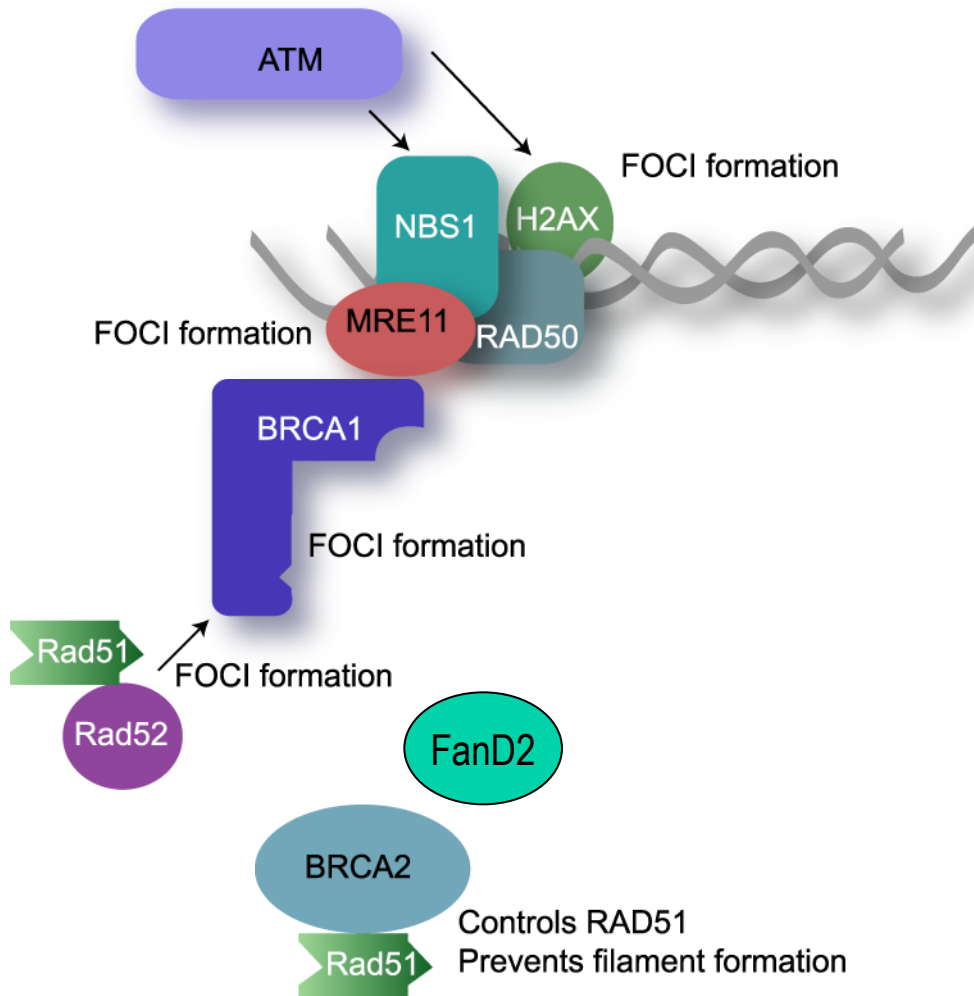 ATM
FOCI formation
NBS1
H2AX
MRE11
FOCI formation
RAD50
BRCA1
FOCI formation
Rad51
FOCI formation
Rad52
FanD2
BRCA2
Controls RAD51
Rad51
Prevents filament formation